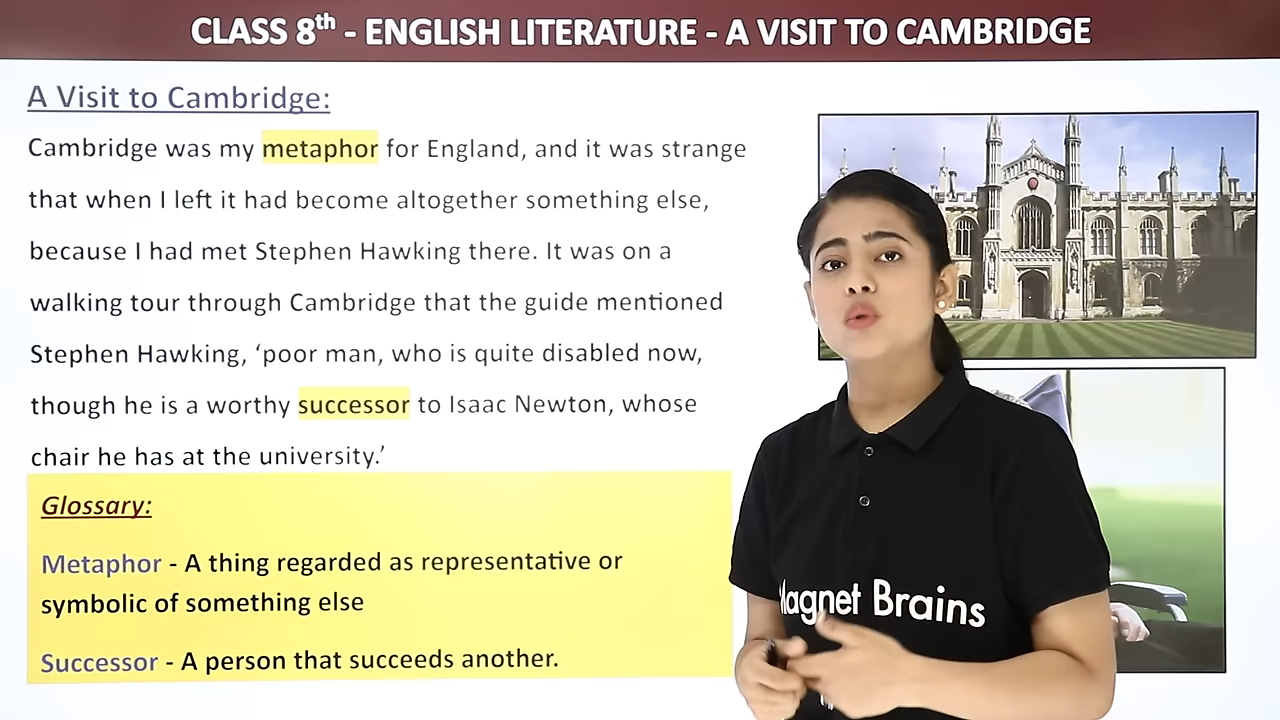 CLASS 8th - ENGLISH LITERATURE - A VISIT TO CAMBRIDGE
A Visit to Cambridge:
Cambridge was my metaphor for England, and it was strange
that when I left it had become altogether something else,
because I had met Stephen Hawking there. It was on a
walking tour through Cambridge that the guide mentioned
Stephen Hawking, ‘poor man, who is quite disabled now,
though he is a worthy successor to Isaac Newton, whose
chair he has at the university.’
Glossary:
Metaphor - A thing regarded as representative or
symbolic of something else
Successor - A person that succeeds another.
Magnet Brains